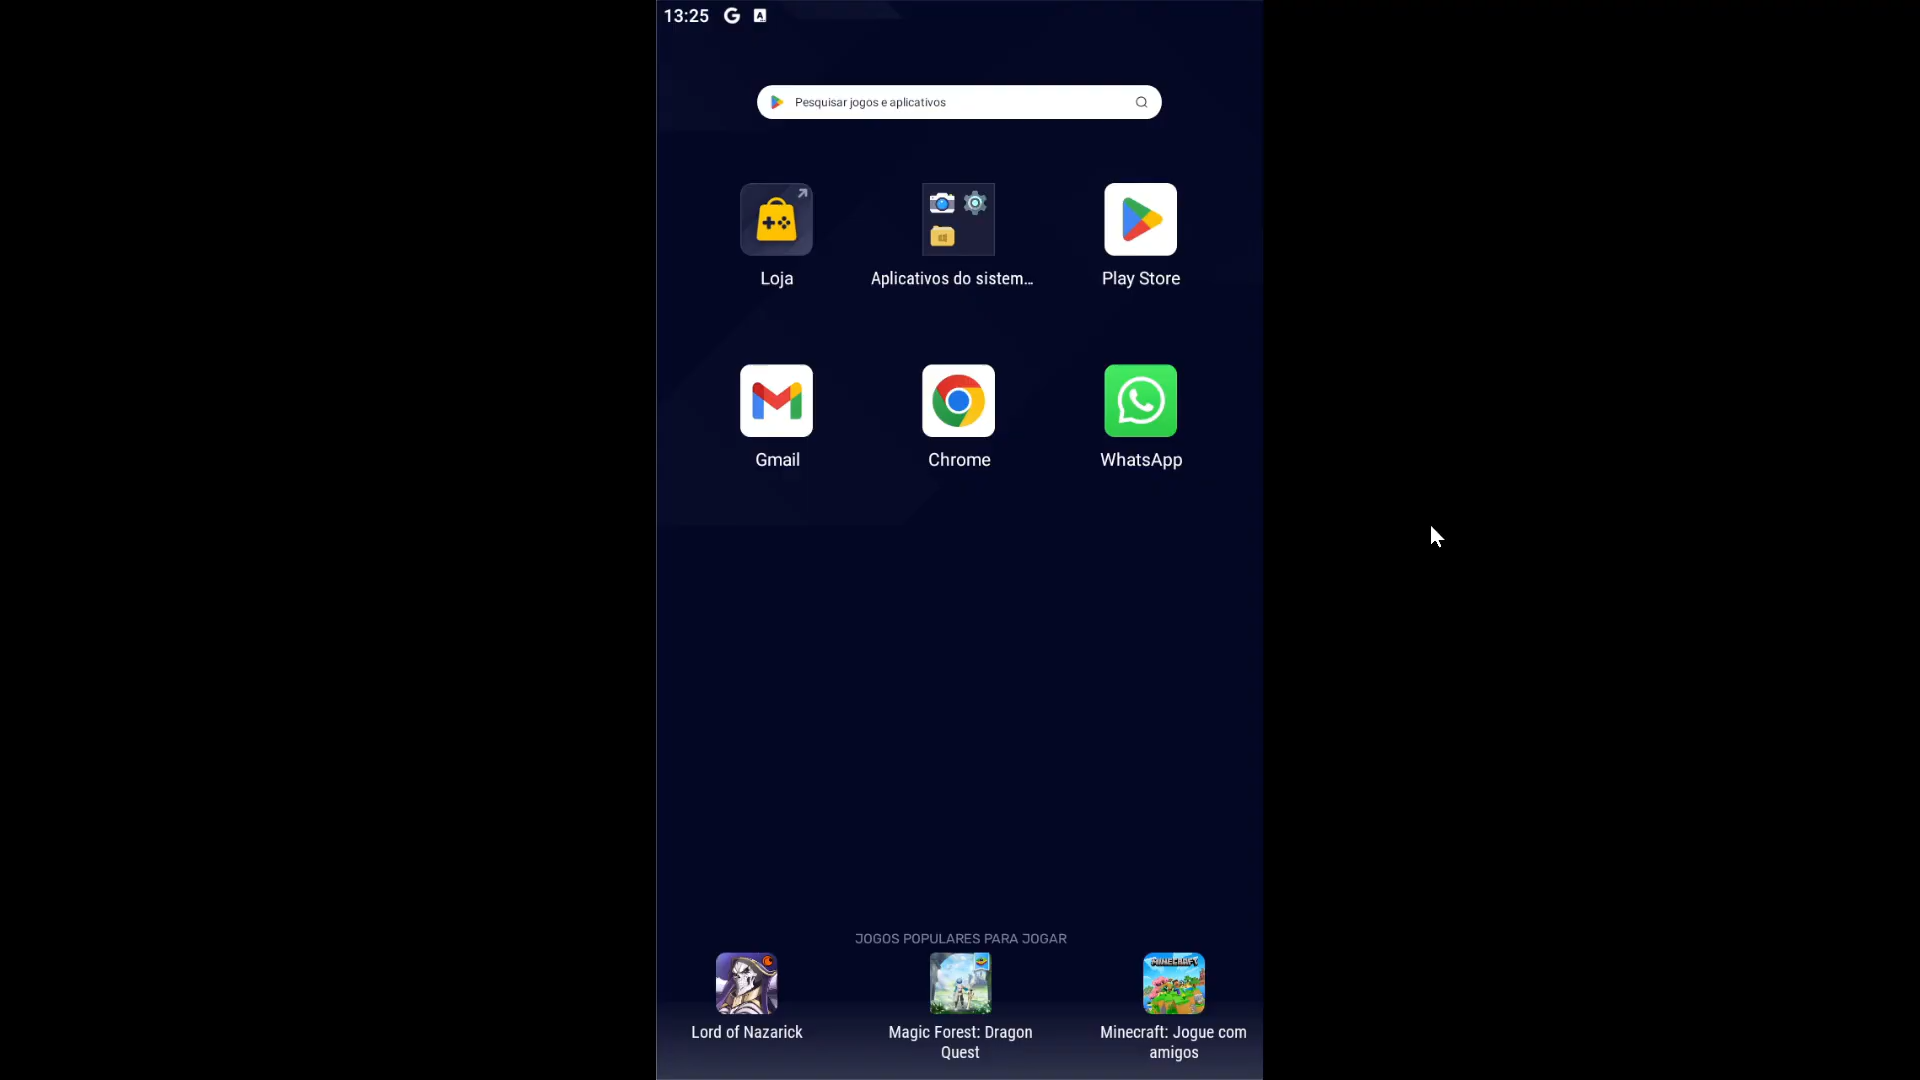 13:25
Pesquisar jogos e aplicativos
Loja
Aplicativos do sistem...
Play Store
Gmail
Chrome
WhatsApp
JOGOS POPULARES PARA JOGAR
MINECRAFT
Lord of Nazarick
Magic Forest: Dragon
Quest
Minecraft: Jogue com
amigos